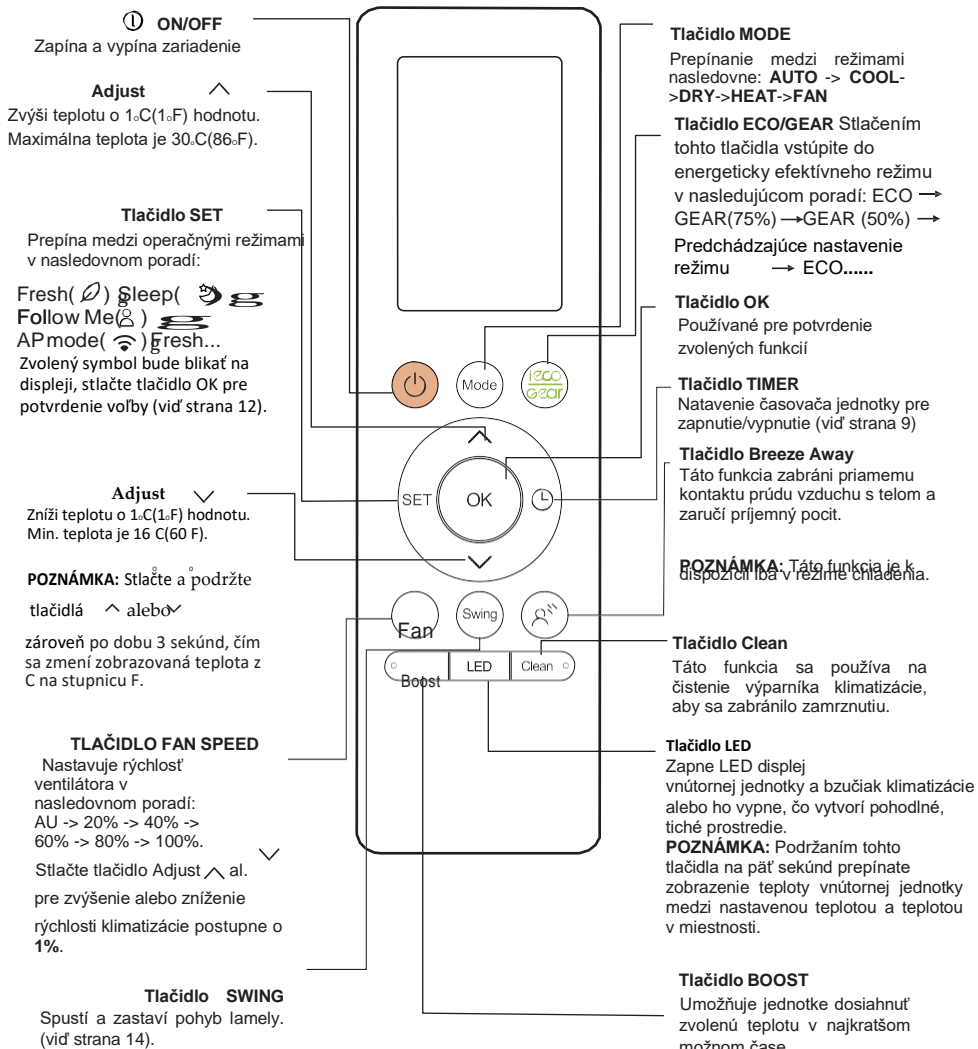 ON/OFF
Zapína a vypína zariadenie
Adjust
Zvýši teplotu o 1°C(1°F) hodnotu.
Maximálna teplota je 30°C(86°F).
Tlačidlo SET
Prepína medzi operačnými režimami
v nasledovnom poradí:
Fresh( ) Sleep(
Follow Me( )
AP mode( ) Fresh...
Zvolený symbol bude blikať na
displeji, stlačte tlačidlo OK pre
potvrdenie voľby (viď strana 12).
Adjust
Zníži teplotu o 1°C(1°F) hodnotu.
Min. teplota je 16 C(60 F).
POZNÁMKA: Stlačte a podržte
tlačidlá ^ alebo
zároveň po dobu 3 sekúnd, čím
sa zmení zobrazovaná teplota z
C na stupnicu F.
TLAČIDLO FAN SPEED
Nastavuje rýchlosť
ventilátora v
nasledovnom poradí:
AU -> 20% -> 40% ->
60% -> 80% -> 100%.
Stlačte tlačidlo Adjust al.
pre zvýšenie alebo zníženie
rýchlosti klimatizácie postupne o
1%.
Tlačidlo SWING
Spustí a zastaví pohyb lamely.
(viď strana 14).
Mode
ieco
Gear
SET
OK
Fan
Swing
Boost
LED
Clean
Tlačidlo MODE
Prepínanie medzi režimami
nasledovne: AUTO -> COOL-
>DRY->HEAT->FAN
Tlačidlo ECO/GEAR Stlačením
tohto tlačidla vstúpite do
energeticky efektívneho režimu
v nasledujúcom poradí: ECO →
GEAR(75%) →GEAR (50%) →
Predchádzajúce nastavenie
režimu → ECO......
Tlačidlo OK
Používané pre potvrdenie
zvolených funkcií
Tlačidlo TIMER
Natavenie časovača jednotky pre
zapnutie/vypnutie (viď strana 9)
Tlačidlo Breeze Away
Táto funkcia zabráni priamemu
kontaktu prúdu vzduchu s telom a
zaručí príjemný pocit.
POZNÁMKA: Táto funkcia je k
dispozícii iba v režime chladenia.
Tlačidlo Clean
Táto funkcia sa používa na
čistenie výparníka klimatizácie,
aby sa zabránilo zamrznutiu.
Tlačidlo LED
Zapne LED displej
vnútornej jednotky a bzučiak klimatizácie
alebo ho vypne, čo vytvorí pohodlné,
tiché prostredie.
POZNÁMKA: Podržaním tohto
tlačidla na päť sekúnd prepínate
zobrazenie teploty vnútornej jednotky
medzi nastavenou teplotou a teplotou
v miestnosti.
Tlačidlo BOOST
Umožňuje jednotke dosiahnuť
zvolenú teplotu v najkratšom
možnom čase